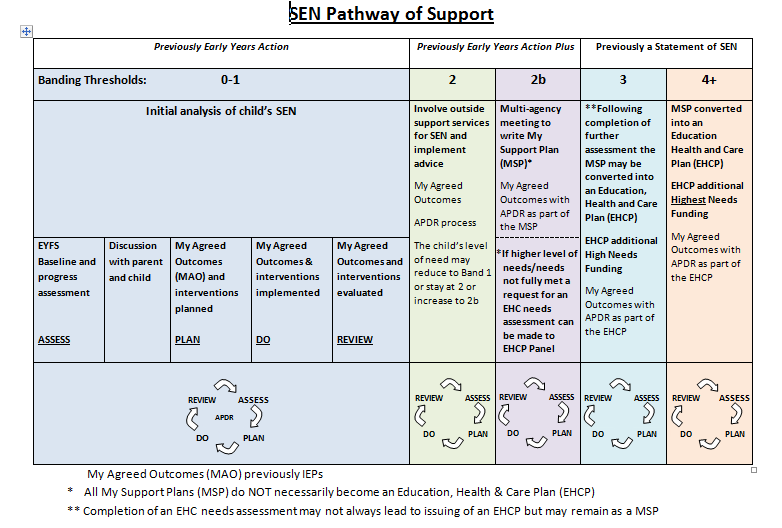 SEN Pathway of Support
Previously Early Years Action
Previously Early Years Action Plus
Previously a Statement of SEN
Banding Thresholds:
0-1
2
2b
3
4+
Initial analysis of child's SEN
EYFS
Baseline and
progress
assessment
ASSESS
Discussion
with parent
and child
My Agreed
Outcomes
(MAO) and
interventions
planned
PLAN
My Agreed
Outcomes &
interventions
implemented
DO
My Agreed
Outcomes and
interventions
evaluated
REVIEW
Involve outside
support services
for SEN and
implement
advice
My Agreed
Outcomes
APDR process
The child's level
of need may
reduce to Band 1
or stay at 2 or
increase to 2b
Multi-agency
meeting to
write My
Support Plan
(MSP)*
My Agreed
Outcomes with
APDR as part of
the MSP
*If higher level of
needs/needs
not fully met a
request for an
EHC needs
assessment can
be made to
EHCP Panel
**Following
completion of
further
assessment the
MSP may be
converted into
an Education,
Health and Care
Plan (EHCP)
EHCP additional
High Needs
Funding
My Agreed
Outcomes with
APDR as part of
the EHCP
MSP converted
into an
Education
Health and Care
Plan (EHCP)
EHCP additional
Highest Needs
Funding
My Agreed
Outcomes with
APDR as part of
the EHCP
REVIEW ASSESS
APDR
DO PLAN
REVIEW ASSESS
DO PLAN
REVIEW ASSESS
DO PLAN
REVIEW ASSESS
DO PLAN
REVIEW ASSESS
DO PLAN
My Agreed Outcomes (MAO) previously IEPs
* All My Support Plans (MSP) do NOT necessarily become an Education, Health & Care Plan (EHCP)
** Completion of an EHC needs assessment may not always lead to issuing of an EHCP but may remain as a MSP